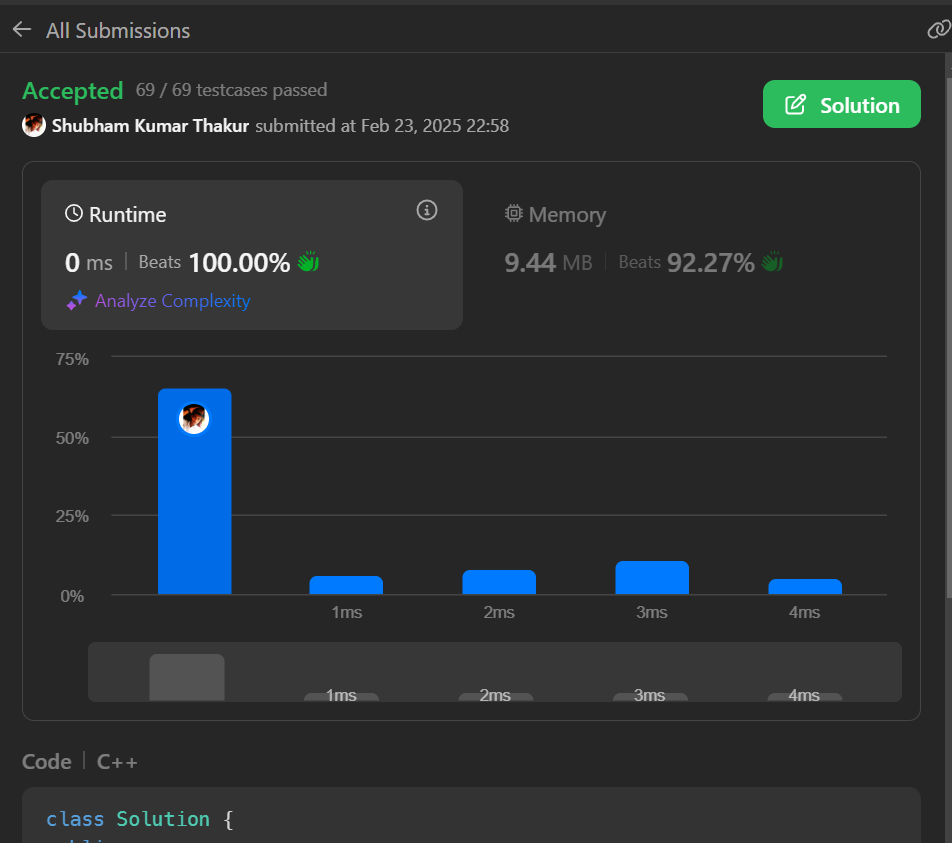 All Submissions
Accepted 69 / 69 testcases passed
Solution
Shubham Kumar Thakur submitted at Feb 23, 2025 22:58
Runtime
0 ms | Beats 100.00%
Analyze Complexity
Memory
9.44 MB | Beats 92.27%
75%
50%
25%
0%
1ms 2ms 3ms 4ms
1ms 2ms 3ms 4ms
Code | C++
class Solution {